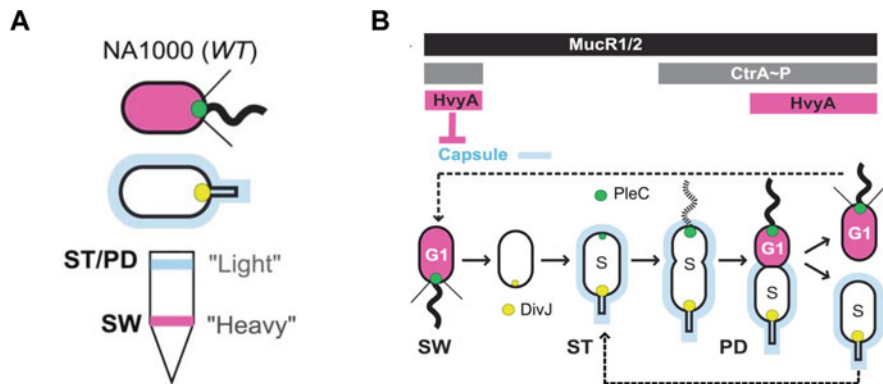 A
NA1000 (WT)
ST/PD
"Light"
SW
"Heavy"
B
MucR1/2
CtrA~P
HvyA
HvyA
Capsule
PleC
G1
DivJ
S
S
S
G1
S
G1
S
SW
ST
PD